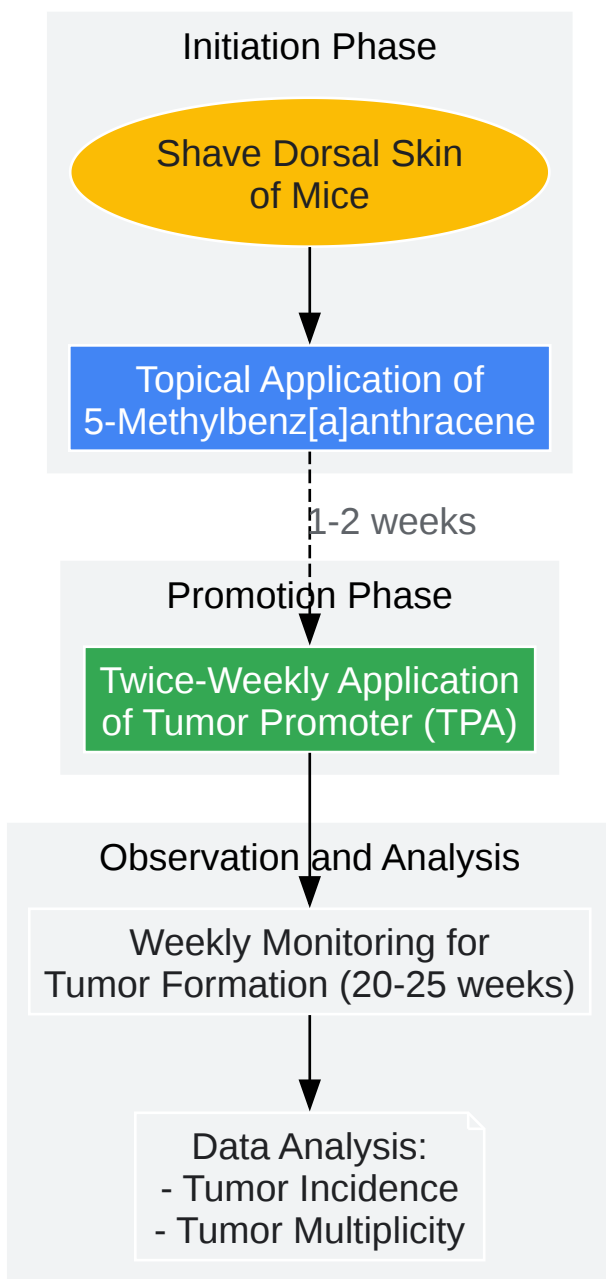 Initiation Phase
Shave Dorsal Skin
of Mice
Topical Application of
5-Methylbenz[a]anthracene
1-2 weeks
Promotion Phase
Twice-Weekly Application
of Tumor Promoter (TPA)
Observation and Analysis
Weekly Monitoring for
Tumor Formation (20-25 weeks)
Data Analysis:
- Tumor Incidence
- Tumor Multiplicity